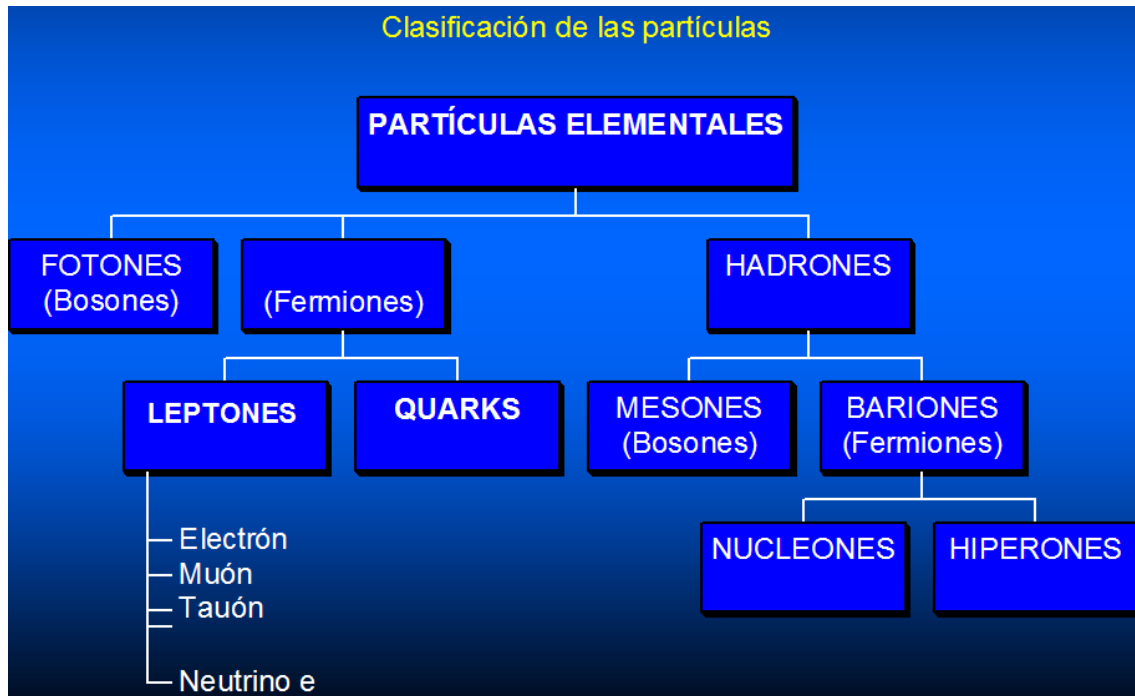 Clasificación de las partículas
PARTÍCULAS ELEMENTALES
FOTONES
(Bosones)
(Fermiones)
HADRONES
LEPTONES
QUARKS
MESONES
(Bosones)
BARIONES
(Fermiones)
Electrón
Muón
Tauón
Neutrino e
NUCLEONES
HIPERONES